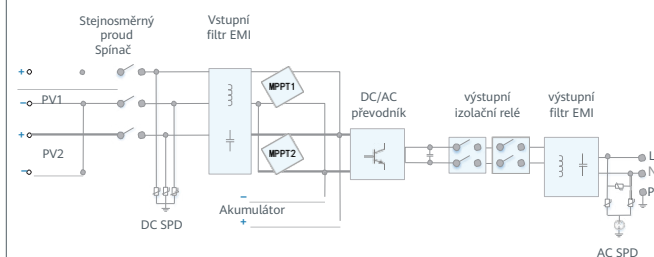 Stejnosměrný
proud
Spínač
Vstupní
filtr EMI
DC/AC
převodník
výstupní
izolační relé
výstupní
filtr EMI
+
−
PV1
+
PV2
−
MPPT1
MPPT2
−
Akumulátor
+
DC SPD
L
N
P
AC SPD